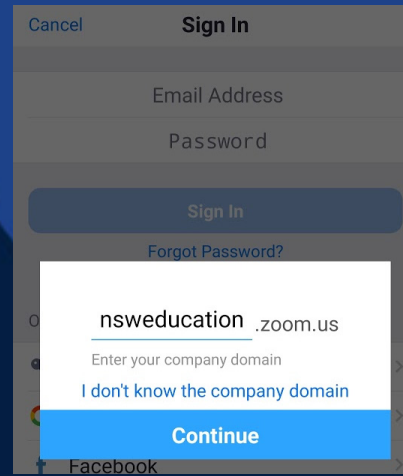 Cancel Sign In
Email Address
Password
Sign In
Forgot Password?
nsweducation .zoom.us
Enter your company domain
I don't know the company domain
Continue
Facebook